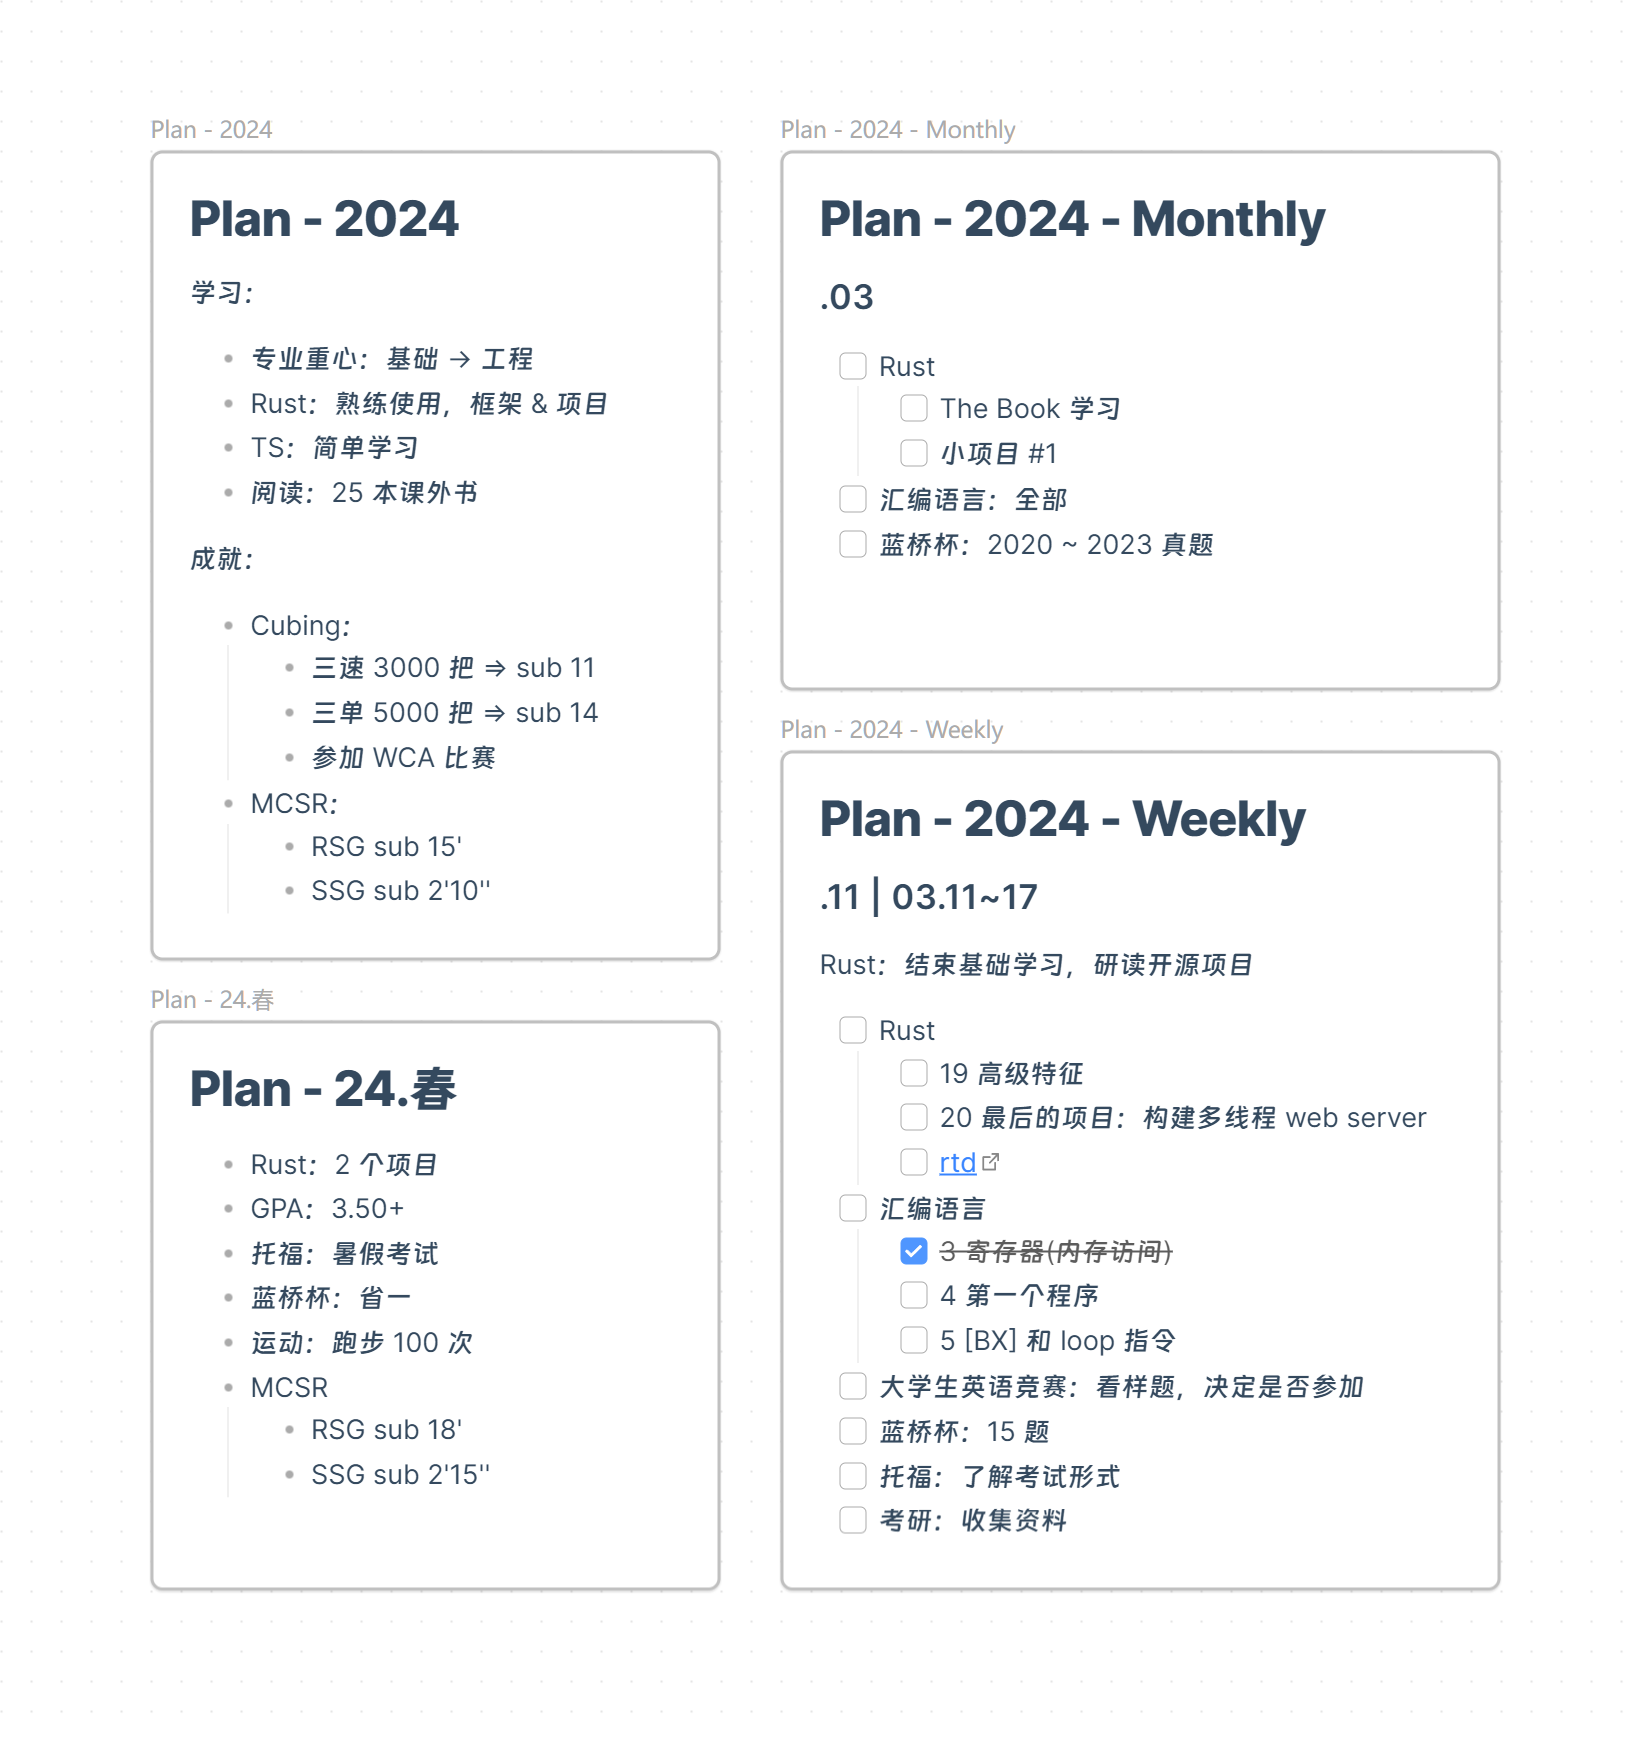 Plan - 2024
Plan - 2024
学习：
专业重心：基础 → 工程
Rust：熟练使用，框架 & 项目
TS：简单学习
阅读：25 本课外书
成就：
Cubing：
三速 3000 把 ⇒ sub 11
三单 5000 把 ⇒ sub 14
参加 WCA 比赛
MCSR：
RSG sub 15'
SSG sub 2'10''
Plan - 24.春
Plan - 24.春
Rust：2 个项目
GPA：3.50+
托福：暑假考试
蓝桥杯：省一
运动：跑步 100 次
MCSR
RSG sub 18'
SSG sub 2'15''
Plan - 2024 - Monthly
Plan - 2024 - Monthly
.03
Rust
The Book 学习
小项目 #1
汇编语言：全部
蓝桥杯：2020 ~ 2023 真题
Plan - 2024 - Weekly
Plan - 2024 - Weekly
.11 | 03.11~17
Rust：结束基础学习，研读开源项目
Rust
19 高级特征
20 最后的项目：构建多线程 web server
rtd
汇编语言
3 寄存器(内存访问)
4 第一个程序
5 [BX] 和 loop 指令
大学生英语竞赛：看样题，决定是否参加
蓝桥杯：15 题
托福：了解考试形式
考研：收集资料